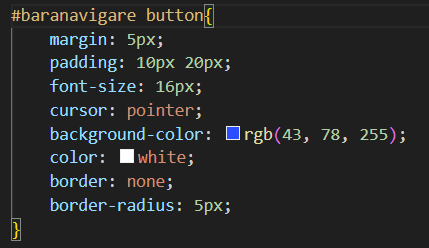 #baranavigare button{
margin: 5px;
padding: 10px 20px;
font-size: 16px;
cursor: pointer;
background-color: rgb(43, 78, 255);
color: white;
border: none;
border-radius: 5px;
}